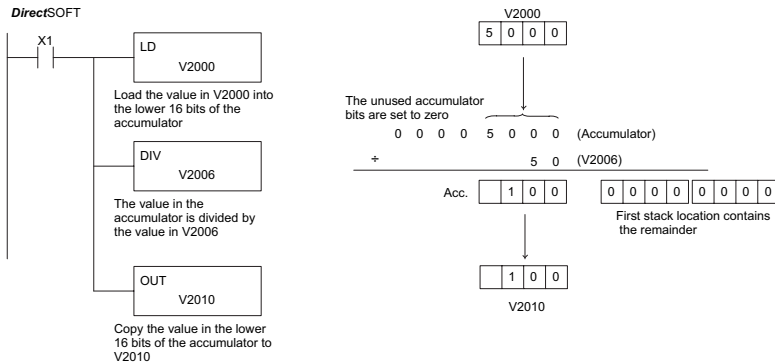 DirectSOFT
X1
LD
V2000
Load the value in V2000 into
the lower 16 bits of the
accumulator
DIV
V2006
The value in the
accumulator is divided by
the value in V2006
OUT
V2010
Copy the value in the lower
16 bits of the accumulator to
V2010
V2000
5 0 0 0
The unused accumulator
bits are set to zero
0 0 0 0 5 0 0 0 (Accumulator)
÷ 5 0 (V2006)
Acc. 1 0 0 0 0 0 0 0 0 0 0
First stack location contains
the remainder
1 0 0
V2010